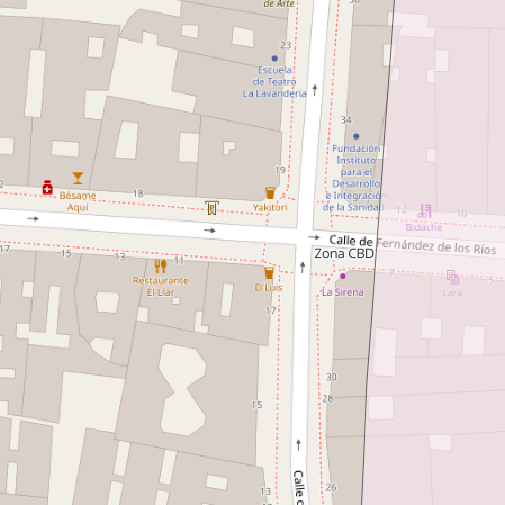 de Arte
30
23
Escuela
de Teatro
La Lavandería
34
Fundación
Instituto
para el
Desarrollo
e Integración
de la Sanidad
19
Yakitori
18
Bésame
Aquí
12
10
Bidache
Calle de Fernández de los Ríos
Zona CBD
17
15
13
11
Restaurante
El Llar
D'Luis
La Sirena
7
5
Lara
17
30
28
15
13
26
Calle